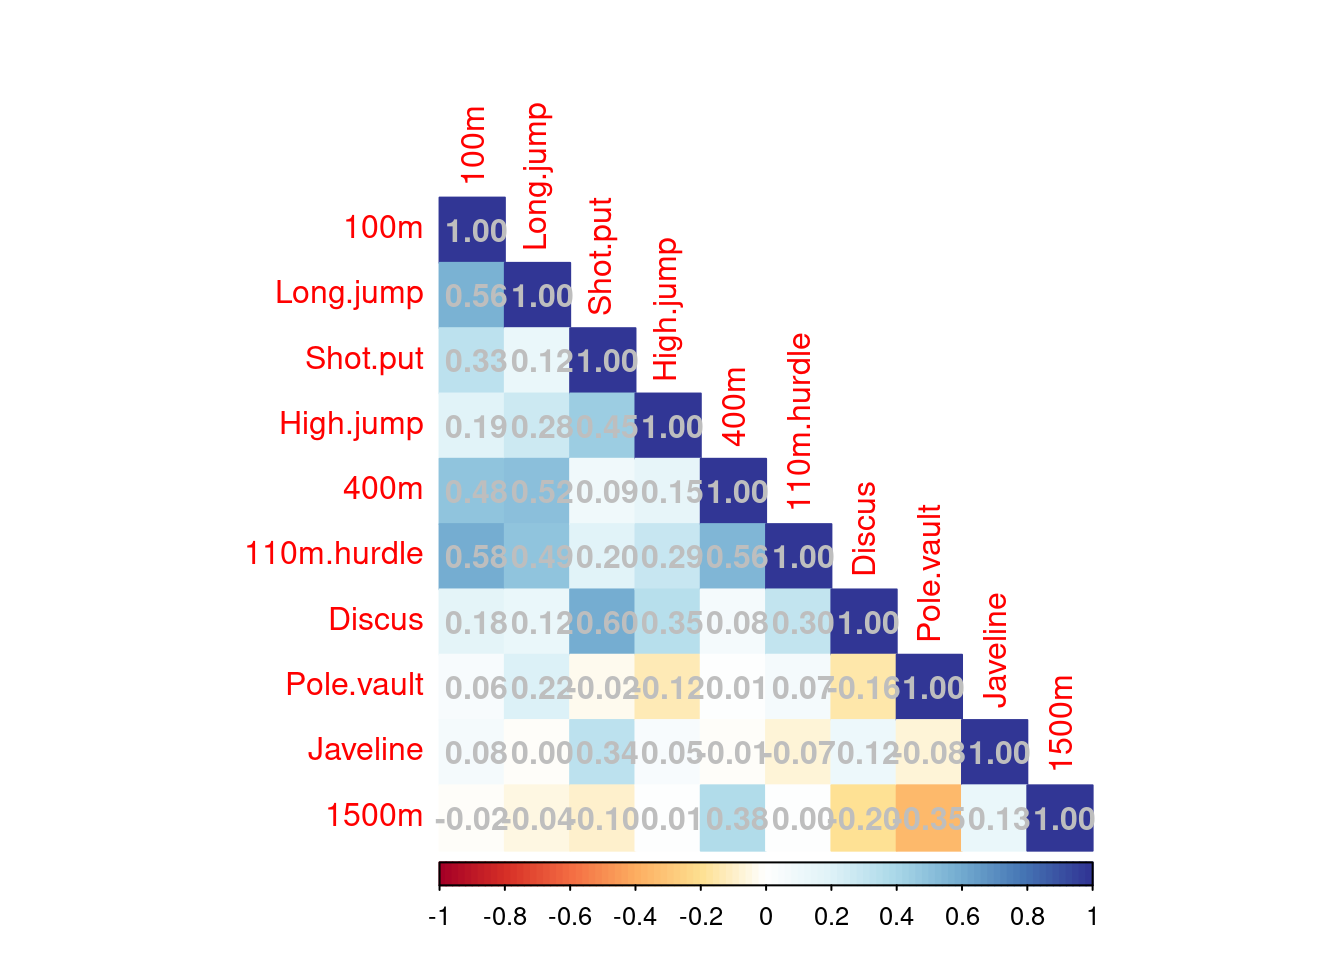 100m
Long.jump
Shot.put
High.jump
400m
110m.hurdle
Discus
Pole.vault
Javeline
1500m
100m 1.00
Long.jump 0.56 1.00
Shot.put 0.33 0.12 1.00
High.jump 0.19 0.28 0.45 1.00
400m 0.48 0.52 0.09 0.15 1.00
110m.hurdle 0.58 0.49 0.20 0.29 0.56 1.00
Discus 0.18 0.12 0.60 0.35 0.08 0.30 1.00
Pole.vault 0.06 0.22 -0.02 -0.12 0.01 0.07 -0.16 1.00
Javeline 0.08 0.00 0.34 0.05 -0.01 -0.07 0.12 -0.08 1.00
1500m -0.02 -0.04 -0.10 0.01 0.38 0.00 -0.20 -0.35 0.13 1.00
-1 -0.8 -0.6 -0.4 -0.2 0 0.2 0.4 0.6 0.8 1